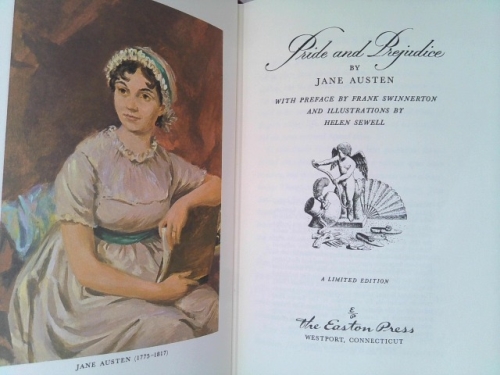 JANE AUSTEN (1775–1817)
Pride and Prejudice
BY
JANE AUSTEN
WITH PREFACE BY FRANK SWINNERTON
AND ILLUSTRATIONS BY
HELEN SEWELL
A LIMITED EDITION
The Easton Press
WESTPORT, CONNECTICUT